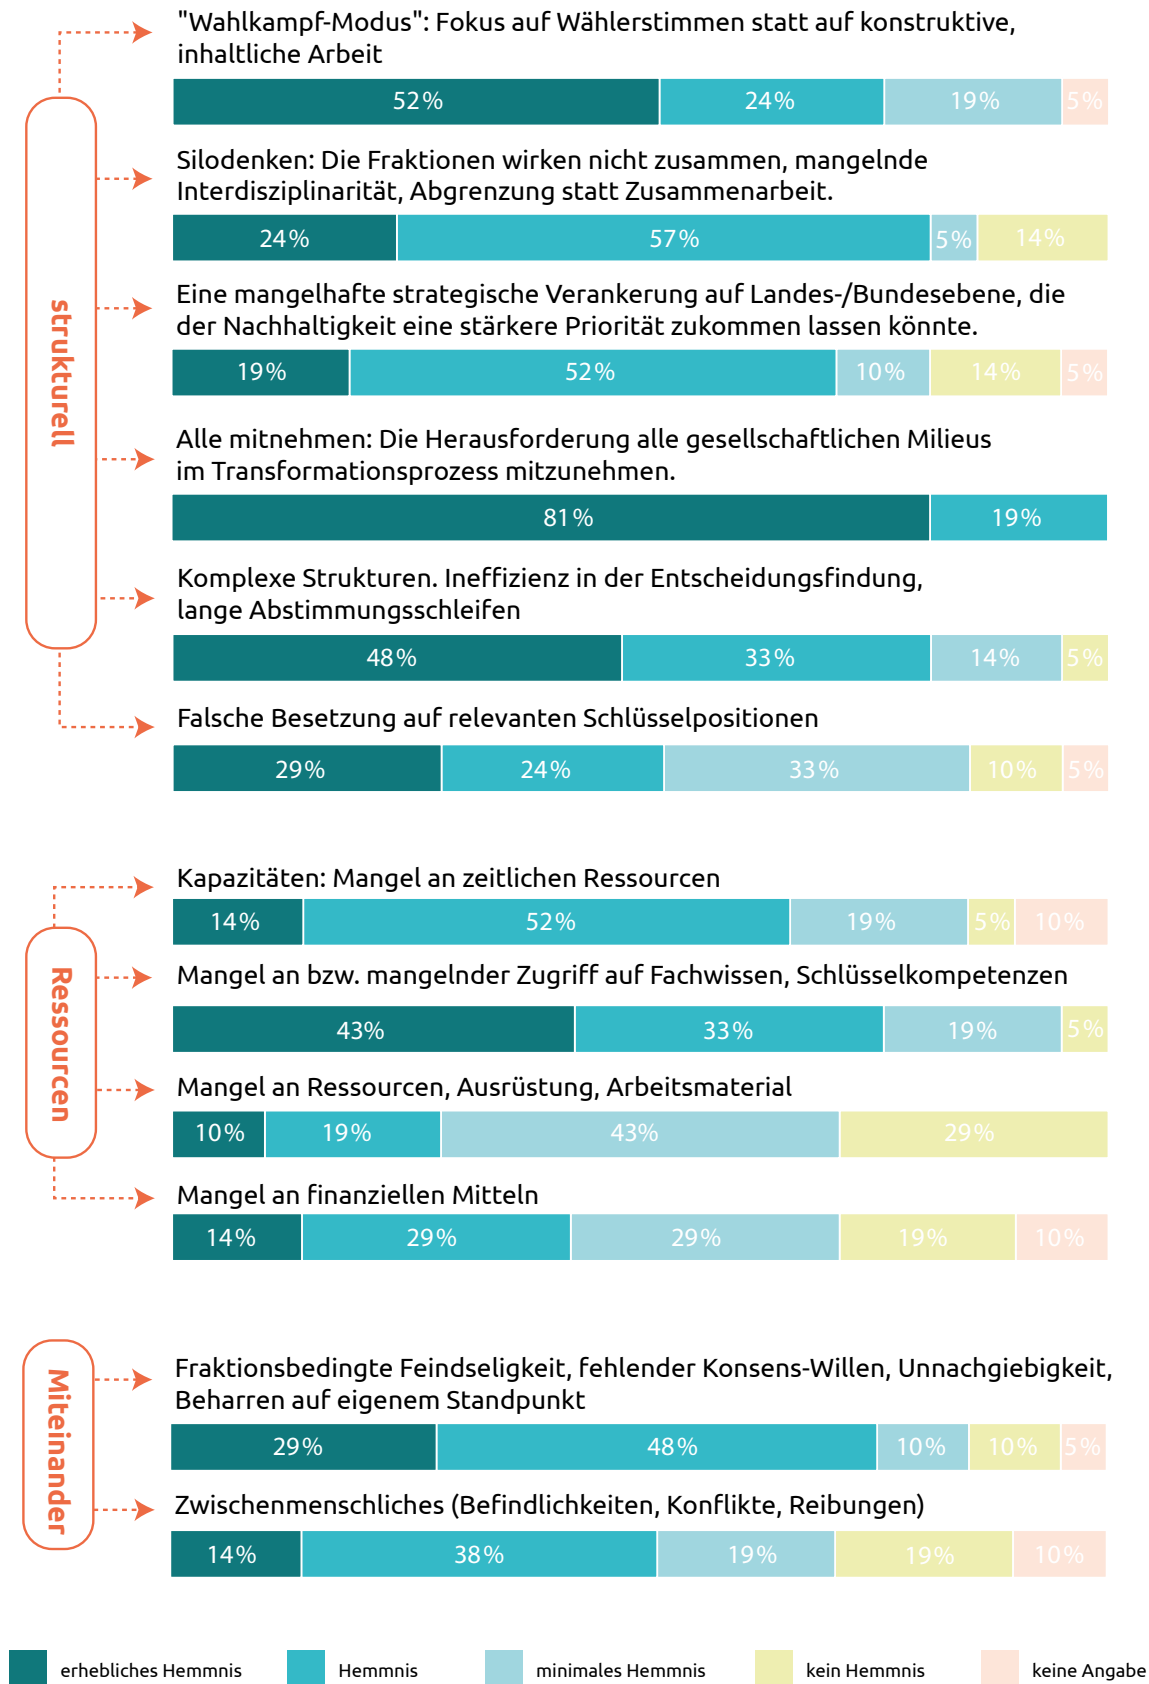 "Wahlkampf-Modus": Fokus auf Wählerstimmen statt auf konstruktive,
inhaltliche Arbeit
52% 24% 19% 5%
Silodenken: Die Fraktionen wirken nicht zusammen, mangelnde
Interdisziplinarität, Abgrenzung statt Zusammenarbeit.
24% 57% 5% 14%
Eine mangelhafte strategische Verankerung auf Landes-/Bundesebene, die
der Nachhaltigkeit eine stärkere Priorität zukommen lassen könnte.
19% 52% 10% 14% 5%
strukturell
Alle mitnehmen: Die Herausforderung alle gesellschaftlichen Milieus
im Transformationsprozess mitzunehmen.
81% 19%
Komplexe Strukturen. Ineffizienz in der Entscheidungsfindung,
lange Abstimmungsschleifen
48% 33% 14% 5%
Falsche Besetzung auf relevanten Schlüsselpositionen
29% 24% 33% 10% 5%
Kapazitäten: Mangel an zeitlichen Ressourcen
14% 52% 19% 5% 10%
Mangel an bzw. mangelnder Zugriff auf Fachwissen, Schlüsselkompetenzen
43% 33% 19% 5%
Ressourcen
Mangel an Ressourcen, Ausrüstung, Arbeitsmaterial
10% 19% 43% 29%
Mangel an finanziellen Mitteln
14% 29% 29% 19% 10%
Fraktionsbedingte Feindseligkeit, fehlender Konsens-Willen, Unnachgiebigkeit,
Beharren auf eigenem Standpunkt
29% 48% 10% 10% 5%
Miteinander
Zwischenmenschliches (Befindlichkeiten, Konflikte, Reibungen)
14% 38% 19% 19% 10%
erhebliches Hemmnis Hemmnis minimales Hemmnis kein Hemmnis keine Angabe